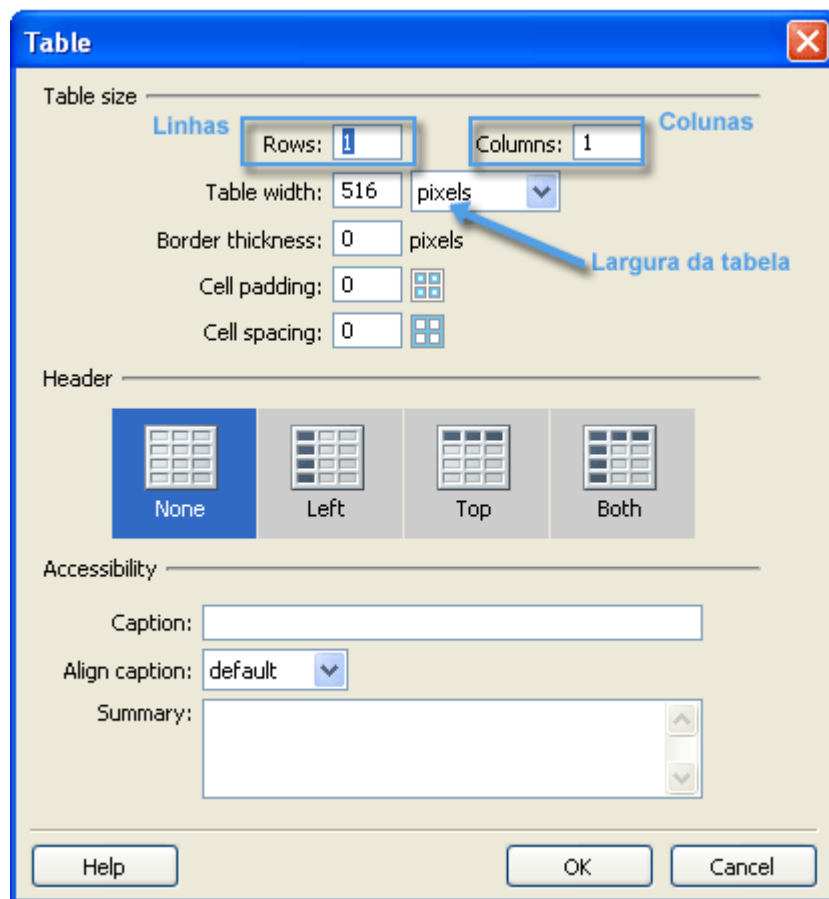 Table
Table size
Linhas Rows: 1 Columns: 1 Colunas
Table width: 516 pixels
Border thickness: 0 pixels
Largura da tabela
Cell padding: 0
Cell spacing: 0
Header
None Left Top Both
Accessibility
Caption:
Align caption: default
Summary:
Help OK Cancel